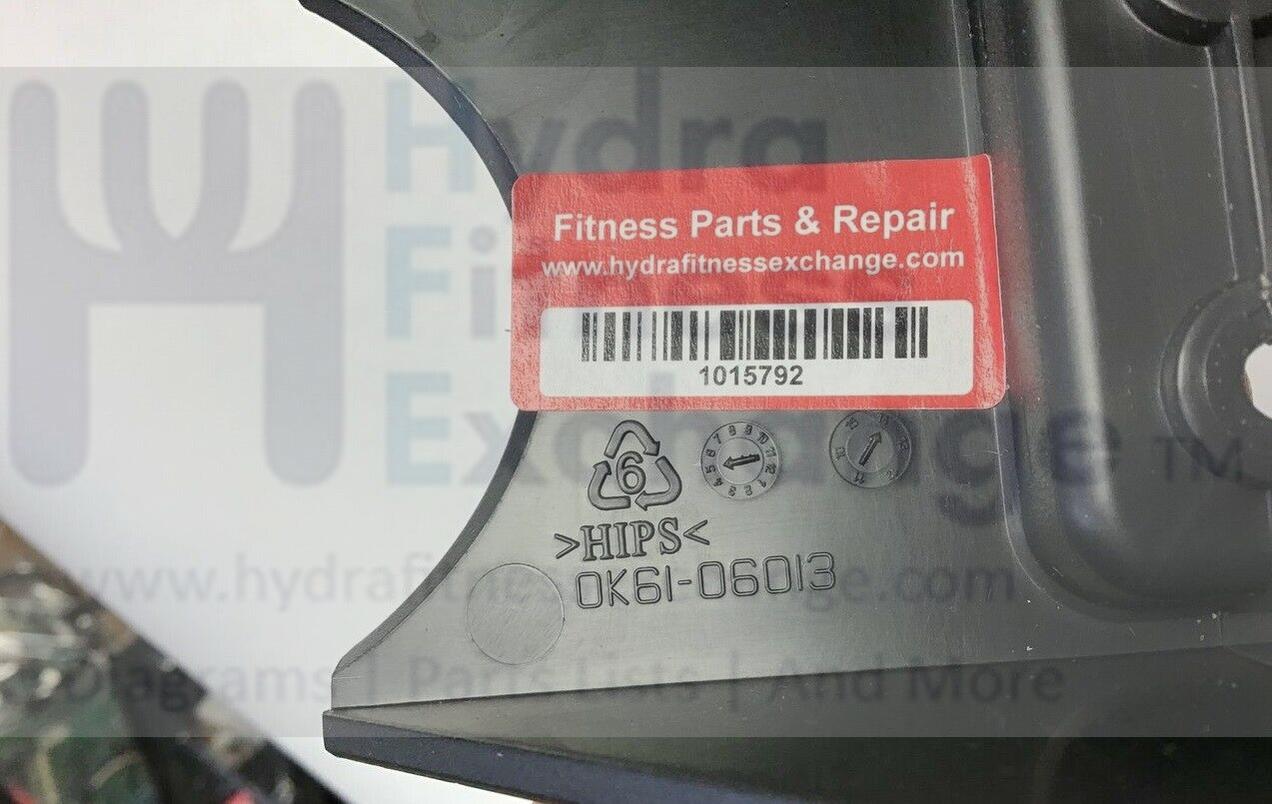 Hydra
Fitness
Exchange ™
www.hydrafitnessexchange.com
Diagrams | Parts Lists | And More
Fitness Parts & Repair
www.hydrafitnessexchange.com
1015792
6
>HIPS<
0K61-06013